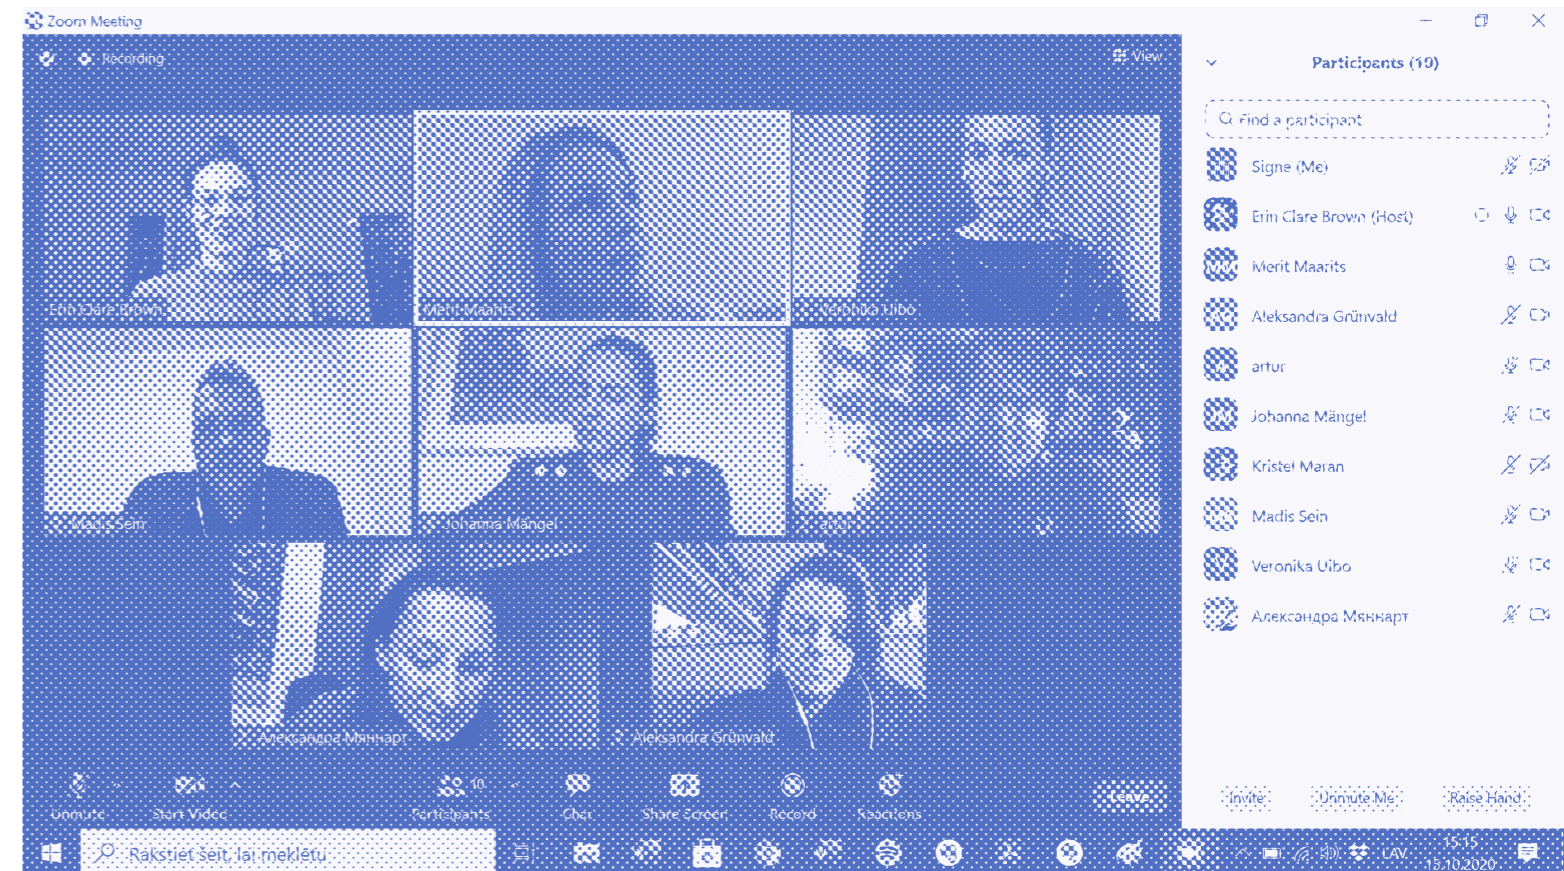 Zoom Meeting
Recording
View
Erin Clare Brown
Merit Maarits
Veronika Uibo
Madis Sein
Johanna Mängel
artur
Александра Мяннарт
Aleksandra Grünvald
Unmute
Start Video
10
Participants
Chat
Share Screen
Record
Reactions
Leave
Participants (10)
Find a participant
Signe (Me)
Erin Clare Brown (Host)
MM Merit Maarits
Aleksandra Grünvald
artur
Johanna Mängel
Kristel Maran
Madis Sein
V Veronika Uibo
Александра Мяннарт
Invite
Unmute Me
Raise Hand
Rakstiet šeit, lai meklētu
LAV
15:15
15.10.2020